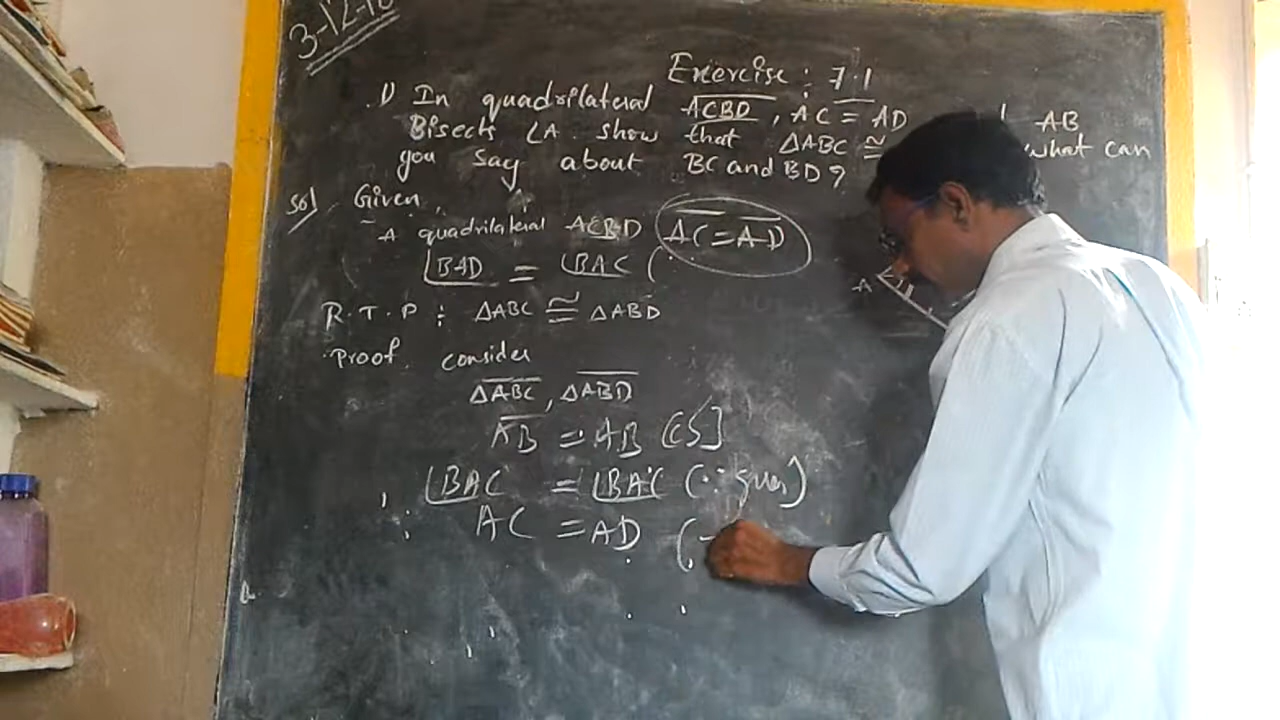 3-12-18
Exercise : 7.1
1) In quadrilateral ACBD, AC = AD AB
Bisects ∠A. show that ΔABC ≅ what can
you say about BC and BD?
Sol Given,
A quadrilateral ACBD AC = AD
∠BAD = ∠BAC (∵
R.T.P : ΔABC ≅ ΔABD
Proof. consider
ΔABC, ΔABD
AB = AB (S]
∠BAC = ∠BAC (∵ given)
∴ AC = AD (
A